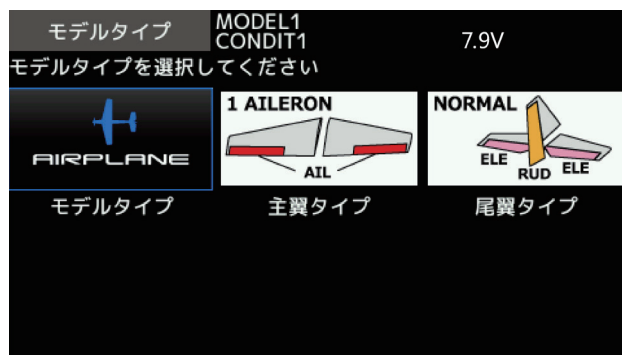 モデルタイプ
MODEL1
CONDIT1
7.9V
モデルタイプを選択してください
AIRPLANE
1 AILERON
AIL
NORMAL
ELE
RUD
ELE
モデルタイプ
主翼タイプ
尾翼タイプ